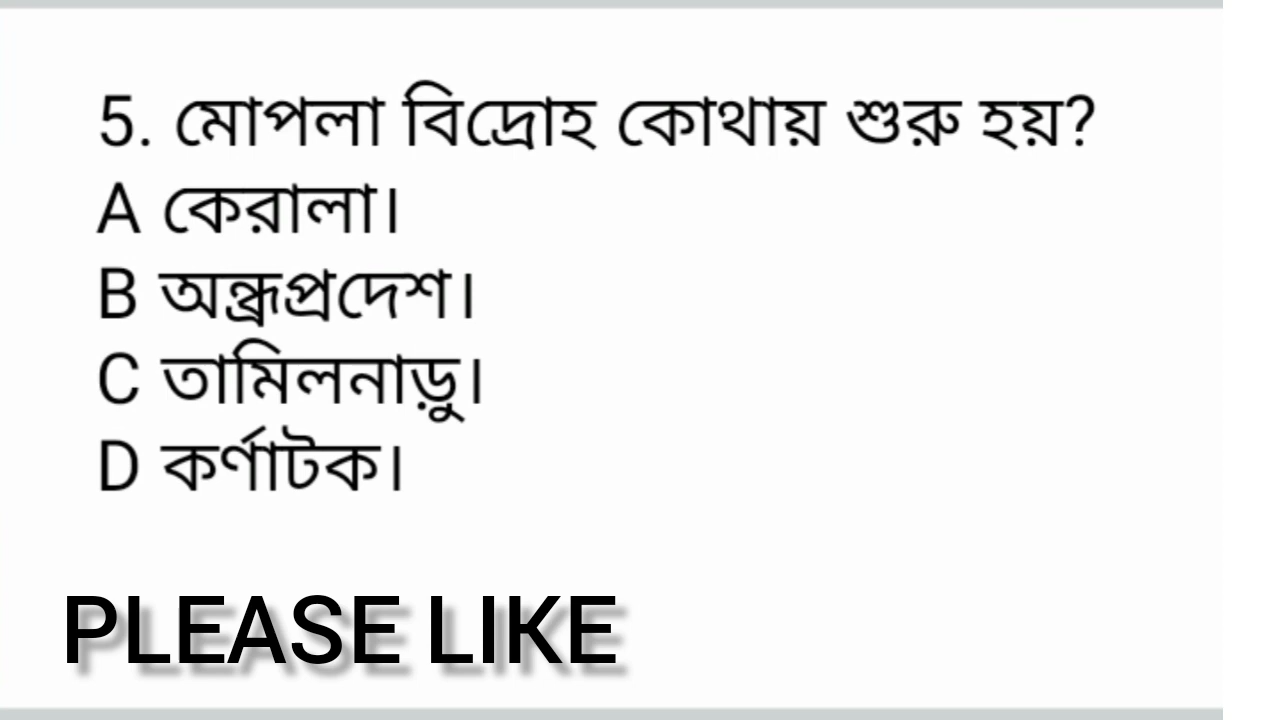 5. মোপলা বিদ্রোহ কোথায় শুরু হয়?
A কেরালা।
B অন্ধ্রপ্রদেশ।
C তামিলনাড়ু।
D কর্ণাটক।
PLEASE LIKE